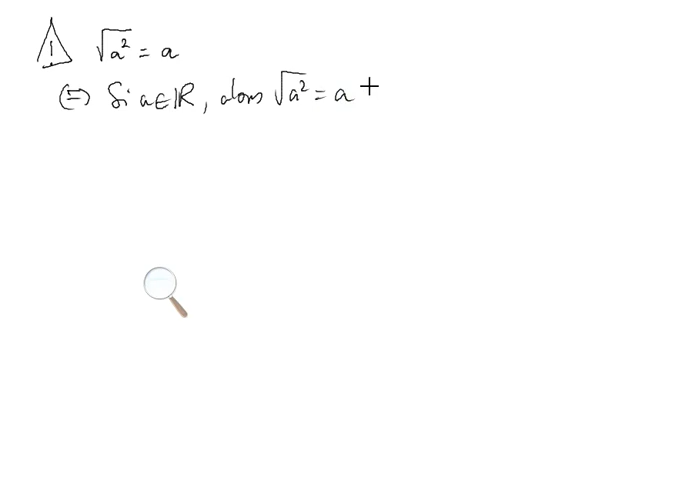 ! √a² = a
(=) Si a∈ℝ, alors √a² = a